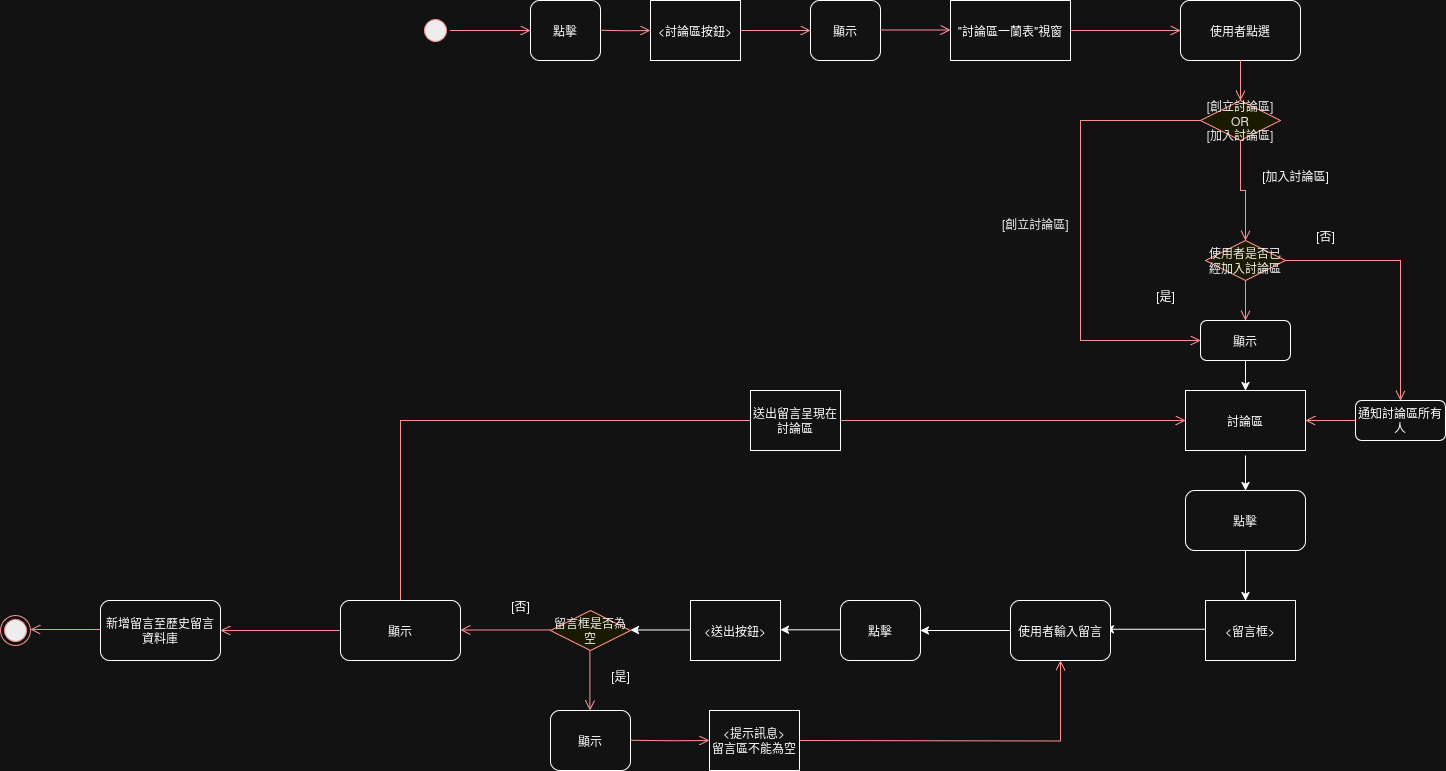 點擊
<討論區按鈕>
顯示
"討論區一蘭表"視窗
使用者點選
[創立討論區]
OR
[加入討論區]
[加入討論區]
[創立討論區]
[否]
使用者是否已
經加入討論區
[是]
顯示
送出留言呈現在
討論區
討論區
通知討論區所有
人
點擊
新增留言至歷史留言
資料庫
顯示
[否]
留言框是否為
空
<送出按鈕>
點擊
使用者輸入留言
<留言框>
[是]
顯示
<提示訊息>
留言區不能為空